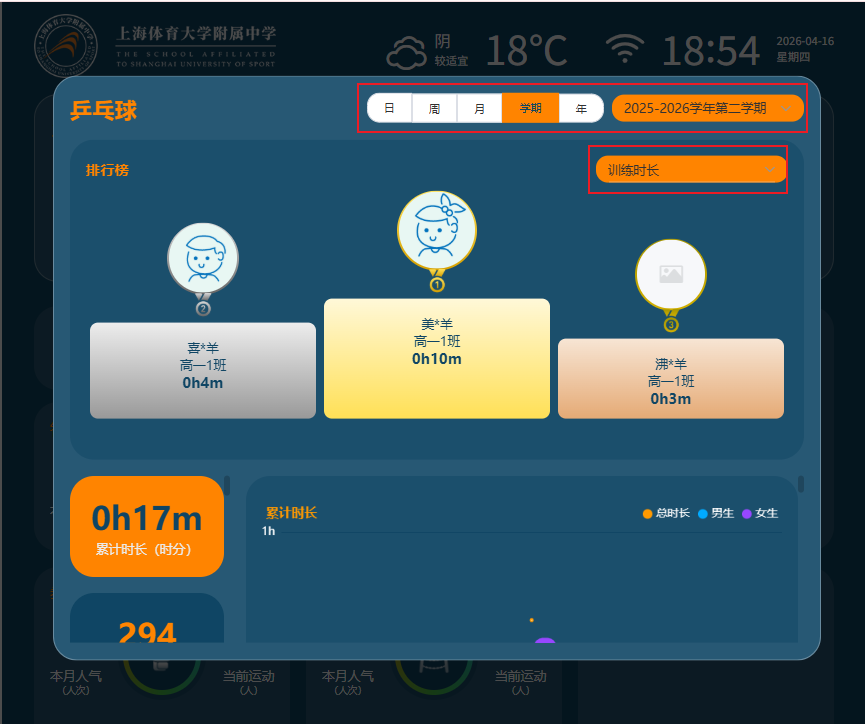 上海体育大学附属中学
THE SCHOOL AFFILIATED
TO SHANGHAI UNIVERSITY OF SPORT
阴
较适宜
18℃
18:54
2026-04-16
星期四
乒乓球
日
周
月
学期
年
2025-2026学年第二学期
排行榜
训练时长
2
喜*羊
高一1班
0h4m
1
美*羊
高一1班
0h10m
3
沸*羊
高一1班
0h3m
0h17m
累计时长（时分）
294
累计时长
总时长
男生
女生
1h
本月人气
(人次)
当前运动
(人)
本月人气
(人次)
当前运动
(人)